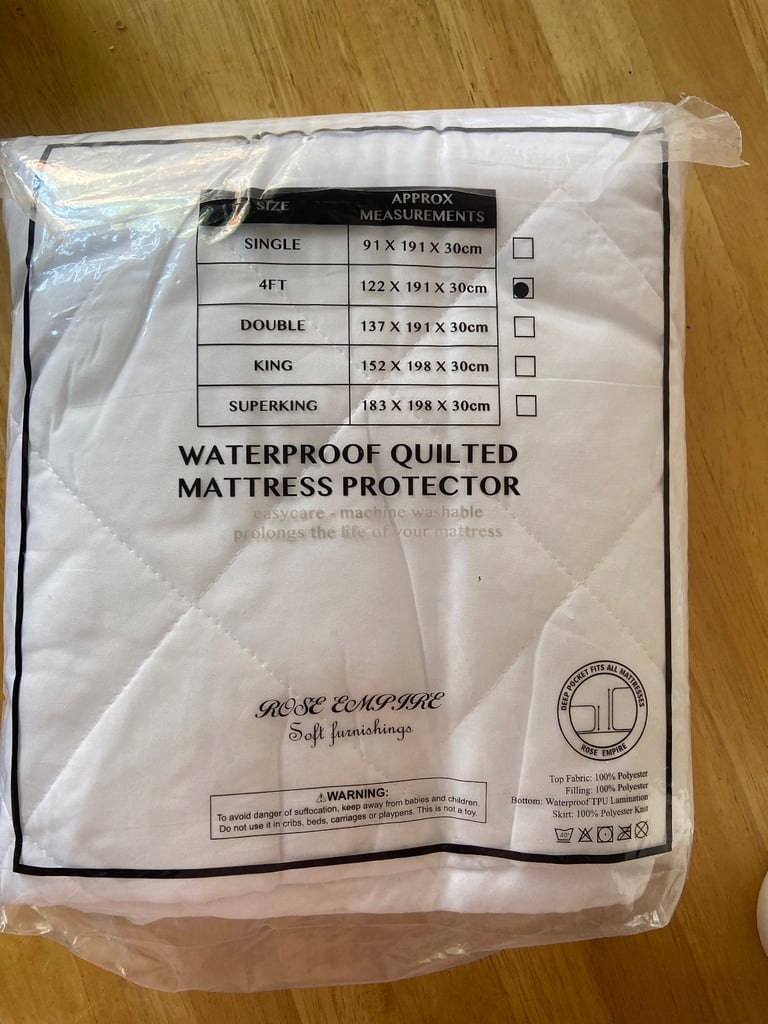 SIZE APPROX MEASUREMENTS
SINGLE 91 X 191 X 30cm
4FT 122 X 191 X 30cm
DOUBLE 137 X 191 X 30cm
KING 152 X 198 X 30cm
SUPERKING 183 X 198 X 30cm
WATERPROOF QUILTED
MATTRESS PROTECTOR
easycare - machine washable
prolongs the life of your mattress
ROSE EMPIRE
Soft furnishings
DEEP POCKET FITS ALL MATTRESSES
ROSE EMPIRE
Top Fabric: 100% Polyester
Filling: 100% Polyester
Bottom: Waterproof TPU Lamination
Skirt: 100% Polyester Knit
40°
WARNING:
To avoid danger of suffocation, keep away from babies and children.
Do not use it in cribs, beds, carriages or playpens. This is not a toy.